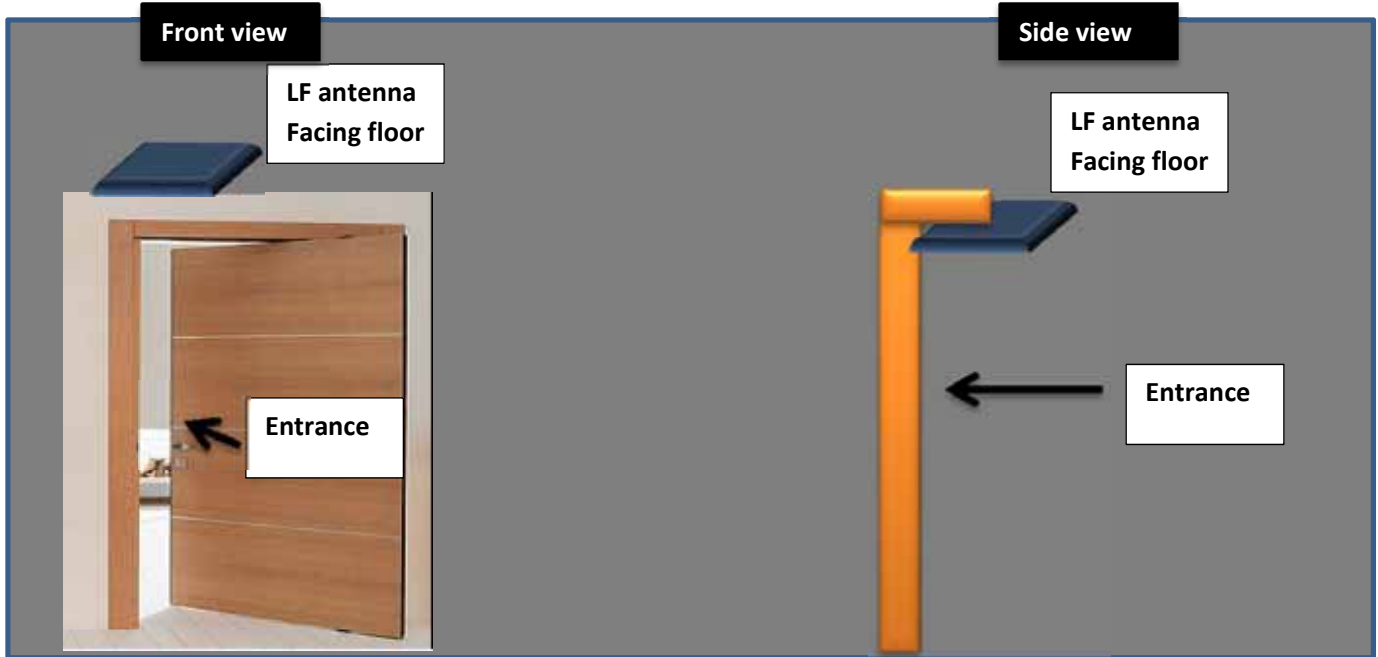 Front view
Side view
LF antenna
Facing floor
LF antenna
Facing floor
Entrance
Entrance